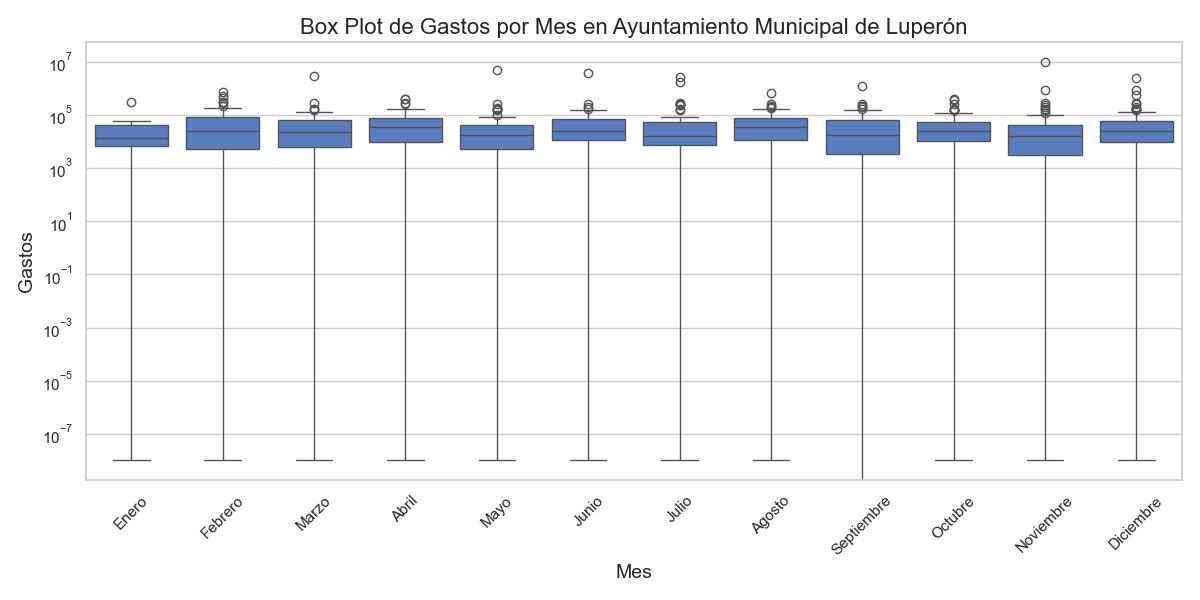 Box Plot de Gastos por Mes en Ayuntamiento Municipal de Luperón
Gastos
10^7
10^5
10^3
10^1
10^−1
10^−3
10^−5
10^−7
Enero
Febrero
Marzo
Abril
Mayo
Junio
Julio
Agosto
Septiembre
Octubre
Noviembre
Diciembre
Mes